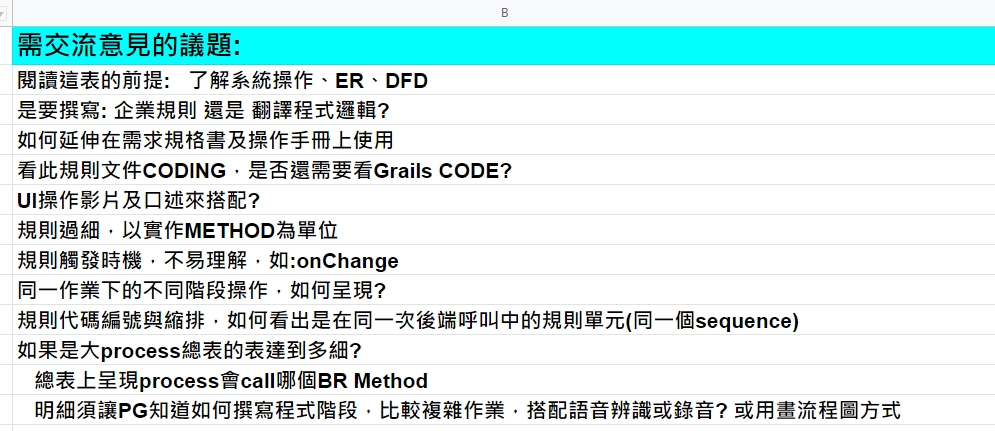 B
需交流意見的議題:
閱讀這表的前提: 了解系統操作、ER、DFD
是要撰寫: 企業規則 還是 翻譯程式邏輯?
如何延伸在需求規格書及操作手冊上使用
看此規則文件CODING，是否還需要看Grails CODE?
UI操作影片及口述來搭配?
規則過細，以實作METHOD為單位
規則觸發時機，不易理解，如:onChange
同一作業下的不同階段操作，如何呈現?
規則代碼編號與縮排，如何看出是在同一次後端呼叫中的規則單元(同一個sequence)
如果是大process總表的表達到多細?
總表上呈現process會call哪個BR Method
明細須讓PG知道如何撰寫程式階段，比較複雜作業，搭配語音辨識或錄音? 或用畫流程圖方式